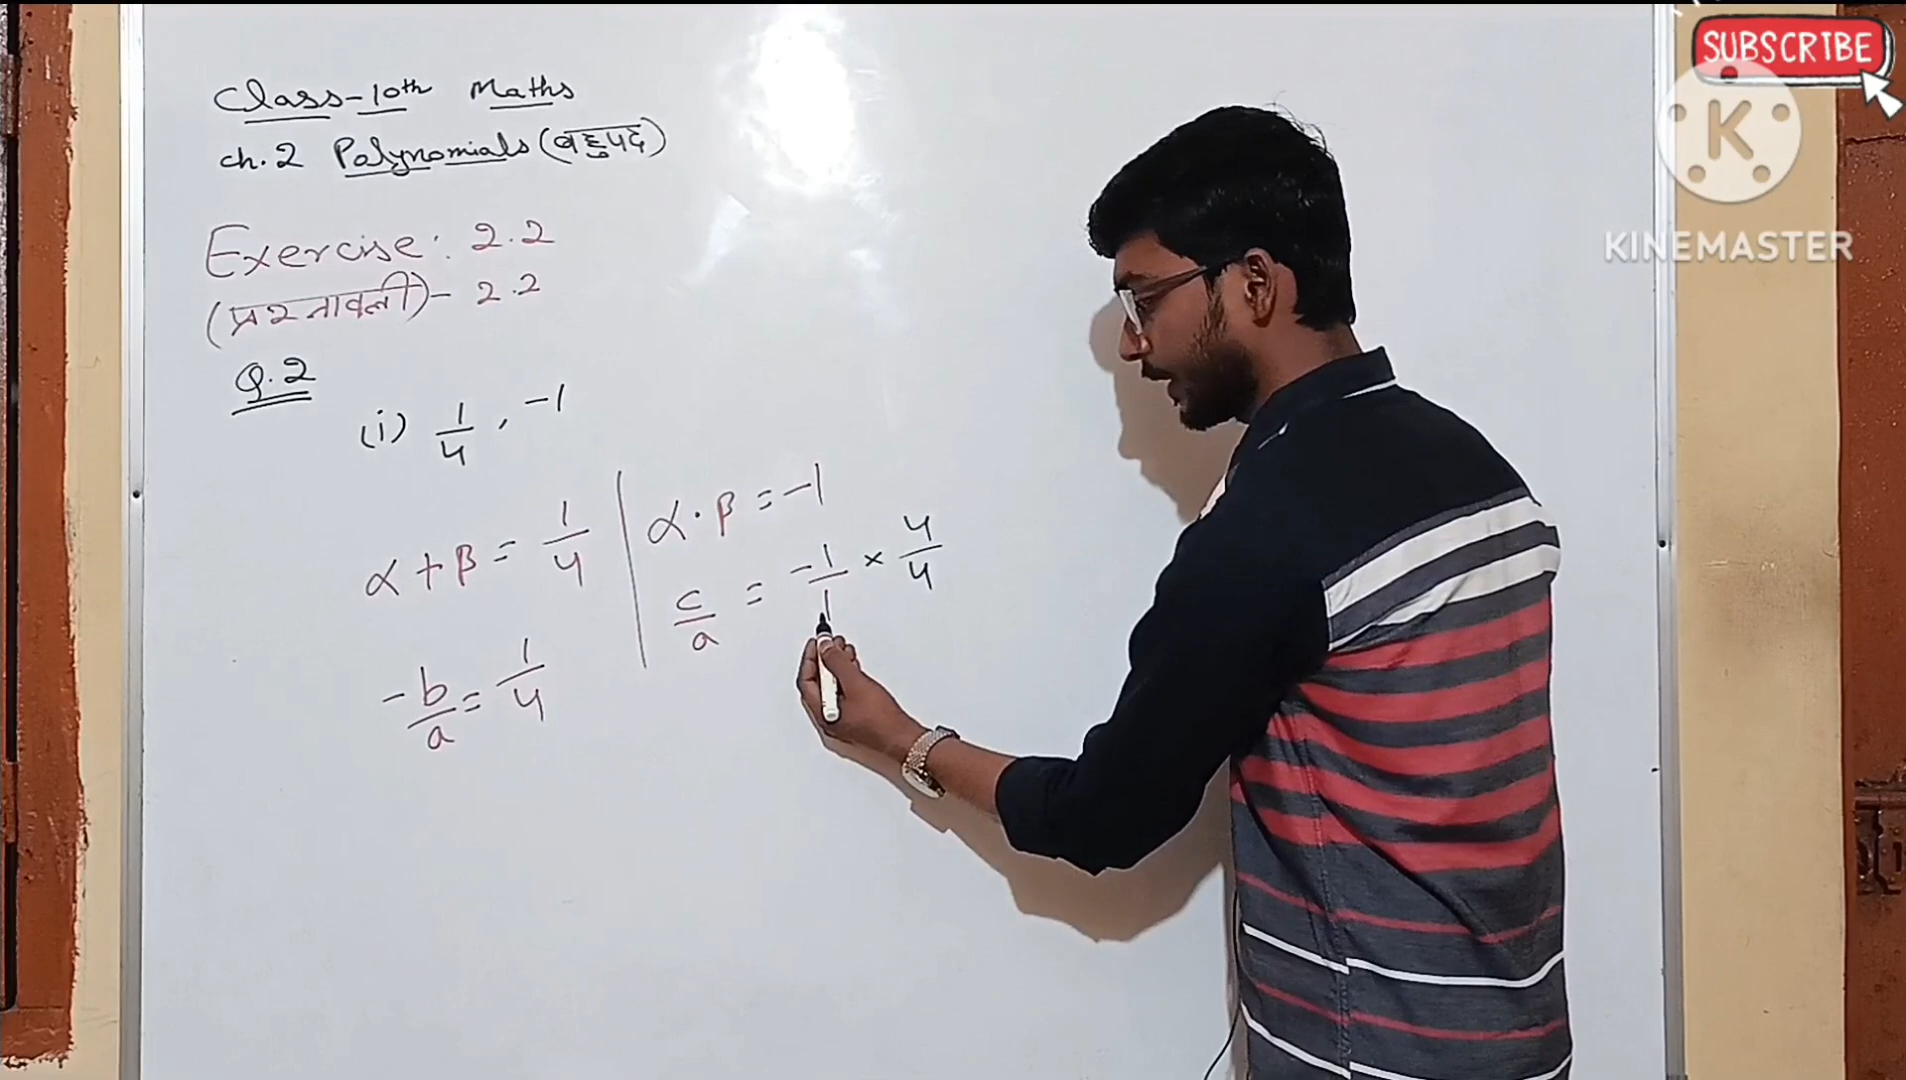 Class-10th Maths
ch.2 Polynomials (बहुपद)
Exercise: 2.2
(प्रश्नावली)- 2.2
Q.2
(i) 1/4 , -1
α + β = 1/4
α · β = -1
c/a = -1/1 × 4/4
-b/a = 1/4
SUBSCRIBE
K
KINEMASTER